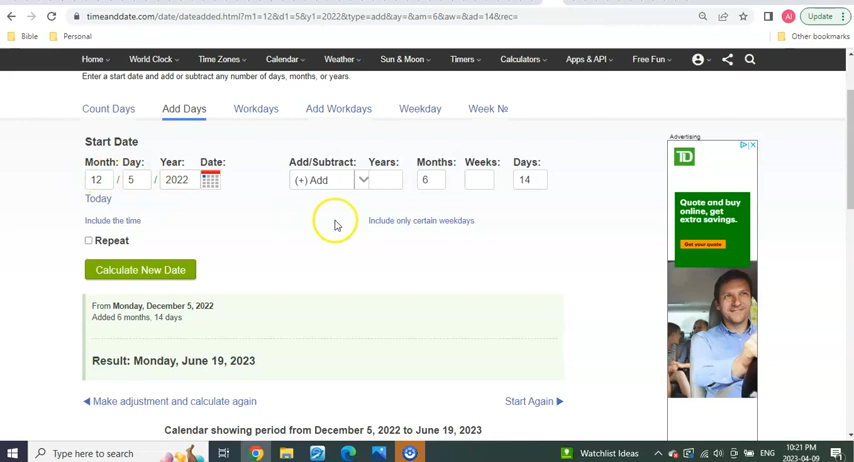 timeanddate.com/date/dateadded.html?m1=12&d1=5&y1=2022&type=add&ay=&am=6&aw=&ad=14&rec=
AI
Update
Bible
Personal
Other bookmarks
Home
World Clock
Time Zones
Calendar
Weather
Sun & Moon
Timers
Calculators
Apps & API
Free Fun
Enter a start date and add or subtract any number of days, months, or years.
Count Days
Add Days
Workdays
Add Workdays
Weekday
Week №
Advertising
Start Date
Month: Day: Year: Date: Add/Subtract: Years: Months: Weeks: Days:
12 / 5 / 2022 (+) Add 6 14
Today
Include the time
Include only certain weekdays
Repeat
Calculate New Date
From Monday, December 5, 2022
Added 6 months, 14 days
Result: Monday, June 19, 2023
Make adjustment and calculate again
Start Again
Calendar showing period from December 5, 2022 to June 19, 2023
TD
Quote and buy
online, get
extra savings.
Get your quote
Type here to search
Watchlist Ideas
ENG
10:21 PM
2023-04-09